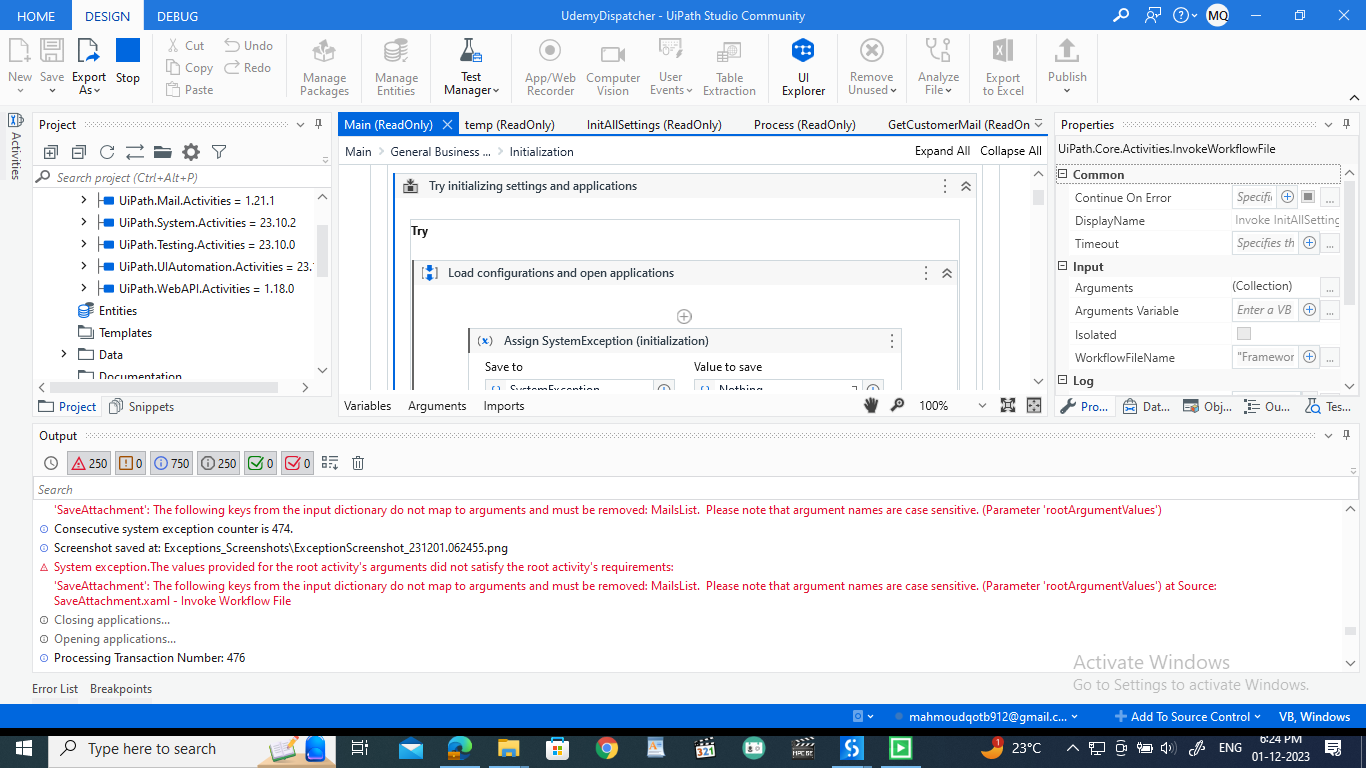 HOME DESIGN DEBUG UdemyDispatcher - UiPath Studio Community MQ
New Save Export As Stop Cut Copy Paste Undo Redo Manage Packages Manage Entities Test Manager App/Web Recorder Computer Vision User Events Table Extraction UI Explorer Remove Unused Analyze File Export to Excel Publish
Activities
Project
Search project (Ctrl+Alt+P)
UiPath.Mail.Activities = 1.21.1
UiPath.System.Activities = 23.10.2
UiPath.Testing.Activities = 23.10.0
UiPath.UIAutomation.Activities = 23.
UiPath.WebAPI.Activities = 1.18.0
Entities
Templates
Data
Documentation
Project Snippets
Main (ReadOnly) temp (ReadOnly) InitAllSettings (ReadOnly) Process (ReadOnly) GetCustomerMail (ReadOn
Main General Business ... Initialization Expand All Collapse All
Try initializing settings and applications
Try
Load configurations and open applications
Assign SystemException (initialization)
Save to Value to save
SystemException Nothing
Variables Arguments Imports 100%
Properties
UiPath.Core.Activities.InvokeWorkflowFile
Common
Continue On Error Specifi ...
DisplayName Invoke InitAllSetting
Timeout Specifies th ...
Input
Arguments (Collection) ...
Arguments Variable Enter a VB ...
Isolated
WorkflowFileName "Framewor ...
Log
Pro... Dat... Obj... Ou... Tes...
Output
250 0 750 250 0 0
Search
'SaveAttachment': The following keys from the input dictionary do not map to arguments and must be removed: MailsList. Please note that argument names are case sensitive. (Parameter 'rootArgumentValues')
Consecutive system exception counter is 474.
Screenshot saved at: Exceptions_Screenshots\ExceptionScreenshot_231201.062455.png
System exception.The values provided for the root activity's arguments did not satisfy the root activity's requirements:
'SaveAttachment': The following keys from the input dictionary do not map to arguments and must be removed: MailsList. Please note that argument names are case sensitive. (Parameter 'rootArgumentValues') at Source:
SaveAttachment.xaml - Invoke Workflow File
Closing applications...
Opening applications...
Processing Transaction Number: 476
Activate Windows
Go to Settings to activate Windows.
Error List Breakpoints
mahmoudqotb912@gmail.c... Add To Source Control VB, Windows
Type here to search 321 1 23°C ENG 6:24 PM
01-12-2023